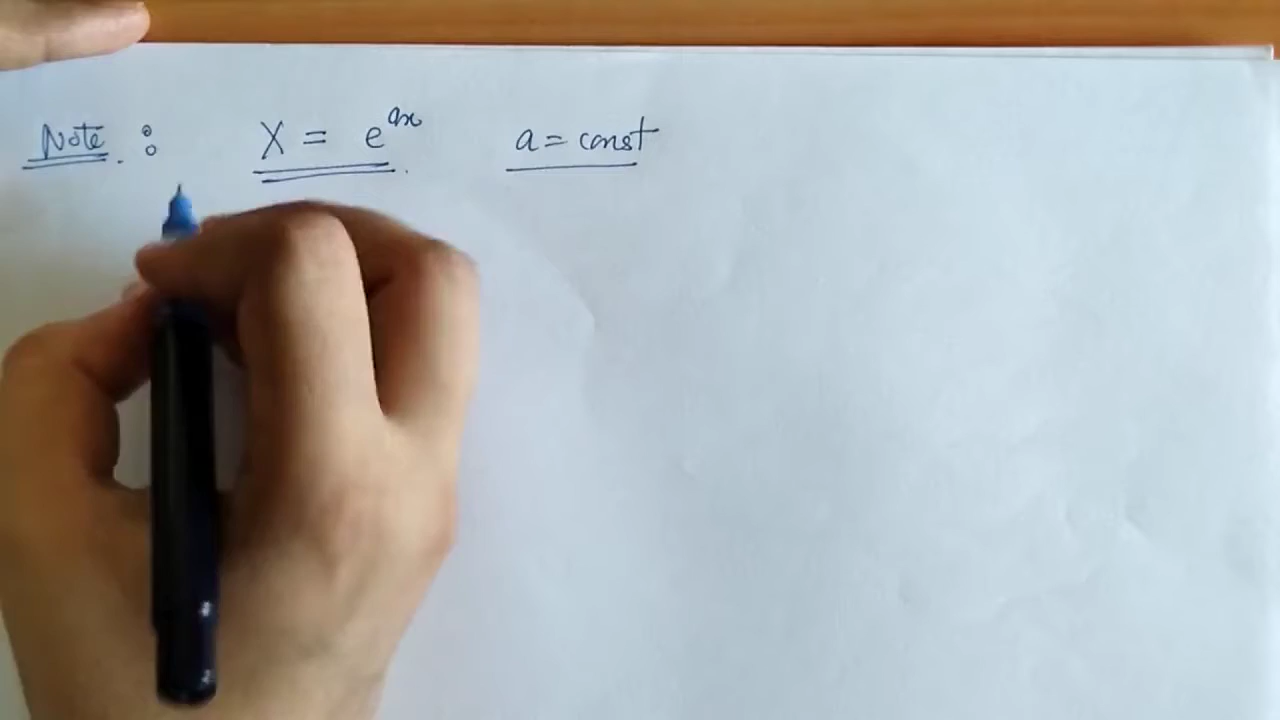 Note : X = e^{ax} a = const